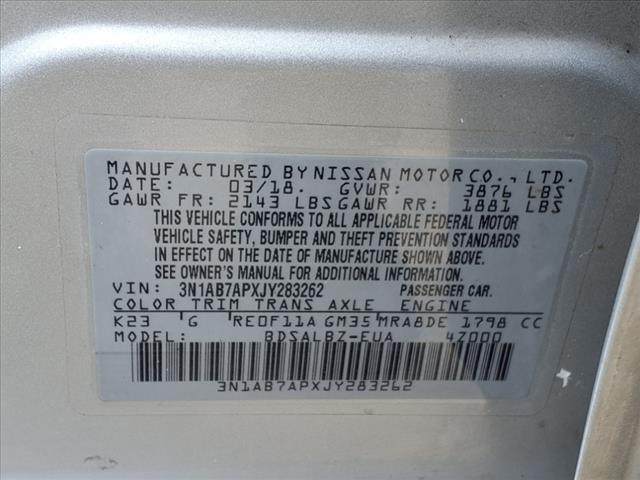 MANUFACTURED BY NISSAN MOTOR CO., LTD.
DATE: 03/18. GVWR: 3876 LBS
GAWR FR: 2143 LBS GAWR RR: 1881 LBS
THIS VEHICLE CONFORMS TO ALL APPLICABLE FEDERAL MOTOR
VEHICLE SAFETY, BUMPER AND THEFT PREVENTION STANDARDS
IN EFFECT ON THE DATE OF MANUFACTURE SHOWN ABOVE.
SEE OWNER'S MANUAL FOR ADDITIONAL INFORMATION.
VIN: 3N1AB7APXJY283262 PASSENGER CAR.
COLOR TRIM TRANS AXLE ENGINE
K23 G RE0F11A GM35 MRA8DE 1798 CC
MODEL: BDSALBZ-EUA 4Z000
3N1AB7APXJY283262